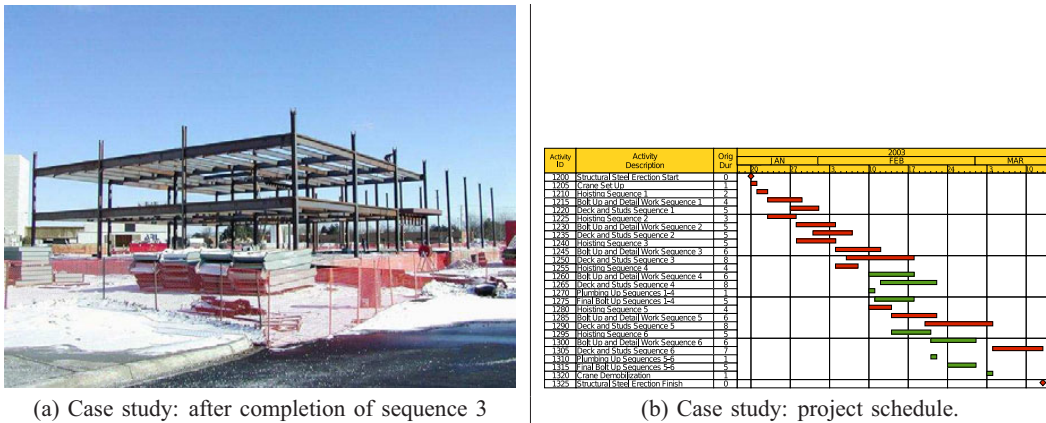 (a) Case study: after completion of sequence 3
2003
Activity ID Activity Description Orig Dur AN FEB MAR
20 27 3 10 17 24 3 10
1200 Structural Steel Erection Start 0
1205 Crane Set Up 1
1210 Hoisting Sequence 1 2
1215 Bolt Up and Detail Work Sequence 1 4
1220 Deck and Studs Sequence 1 5
1225 Hoisting Sequence 2 3
1230 Bolt Up and Detail Work Sequence 2 5
1235 Deck and Studs Sequence 2 5
1240 Hoisting Sequence 3 5
1245 Bolt Up and Detail Work Sequence 3 6
1250 Deck and Studs Sequence 3 8
1255 Hoisting Sequence 4 4
1260 Bolt Up and Detail Work Sequence 4 6
1265 Deck and Studs Sequence 4 8
1270 Plumbing Up Sequences 1-4 1
1275 Final Bolt Up Sequences 1-4 5
1280 Hoisting Sequence 5 4
1285 Bolt Up and Detail Work Sequence 5 6
1290 Deck and Studs Sequence 5 8
1295 Hoisting Sequence 6 5
1300 Bolt Up and Detail Work Sequence 6 6
1305 Deck and Studs Sequence 6 7
1310 Plumbing Up Sequences 5-6 1
1315 Final Bolt Up Sequences 5-6 5
1320 Crane Demobilization 1
1325 Structural Steel Erection Finish 0
(b) Case study: project schedule.